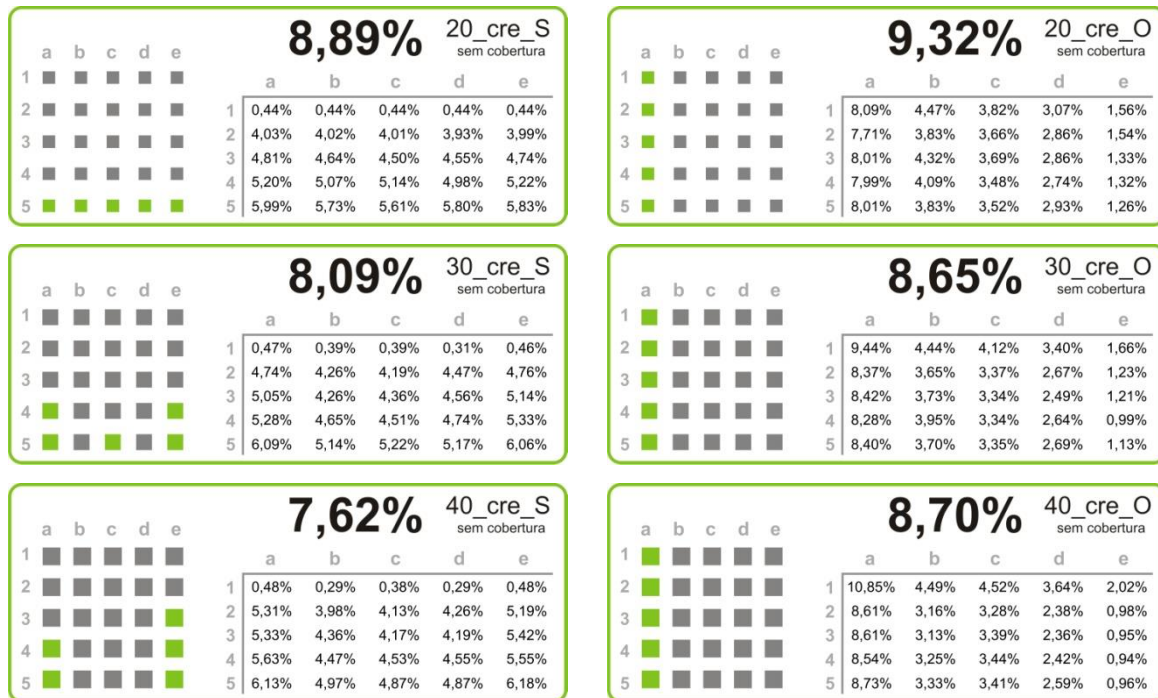 8,89% 20_cre_S
sem cobertura
a b c d e
1
2
3
4
5
a b c d e
1 0,44% 0,44% 0,44% 0,44% 0,44%
2 4,03% 4,02% 4,01% 3,93% 3,99%
3 4,81% 4,64% 4,50% 4,55% 4,74%
4 5,20% 5,07% 5,14% 4,98% 5,22%
5 5,99% 5,73% 5,61% 5,80% 5,83%
9,32% 20_cre_O
sem cobertura
a b c d e
1
2
3
4
5
a b c d e
1 8,09% 4,47% 3,82% 3,07% 1,56%
2 7,71% 3,83% 3,66% 2,86% 1,54%
3 8,01% 4,32% 3,69% 2,86% 1,33%
4 7,99% 4,09% 3,48% 2,74% 1,32%
5 8,01% 3,83% 3,52% 2,93% 1,26%
8,09% 30_cre_S
sem cobertura
a b c d e
1
2
3
4
5
a b c d e
1 0,47% 0,39% 0,39% 0,31% 0,46%
2 4,74% 4,26% 4,19% 4,47% 4,76%
3 5,05% 4,26% 4,36% 4,56% 5,14%
4 5,28% 4,65% 4,51% 4,74% 5,33%
5 6,09% 5,14% 5,22% 5,17% 6,06%
8,65% 30_cre_O
sem cobertura
a b c d e
1
2
3
4
5
a b c d e
1 9,44% 4,44% 4,12% 3,40% 1,66%
2 8,37% 3,65% 3,37% 2,67% 1,23%
3 8,42% 3,73% 3,34% 2,49% 1,21%
4 8,28% 3,95% 3,34% 2,64% 0,99%
5 8,40% 3,70% 3,35% 2,69% 1,13%
7,62% 40_cre_S
sem cobertura
a b c d e
1
2
3
4
5
a b c d e
1 0,48% 0,29% 0,38% 0,29% 0,48%
2 5,31% 3,98% 4,13% 4,26% 5,19%
3 5,33% 4,36% 4,17% 4,19% 5,42%
4 5,63% 4,47% 4,53% 4,55% 5,55%
5 6,13% 4,97% 4,87% 4,87% 6,18%
8,70% 40_cre_O
sem cobertura
a b c d e
1
2
3
4
5
a b c d e
1 10,85% 4,49% 4,52% 3,64% 2,02%
2 8,61% 3,16% 3,28% 2,38% 0,98%
3 8,61% 3,13% 3,39% 2,36% 0,95%
4 8,54% 3,25% 3,44% 2,42% 0,94%
5 8,73% 3,33% 3,41% 2,59% 0,96%